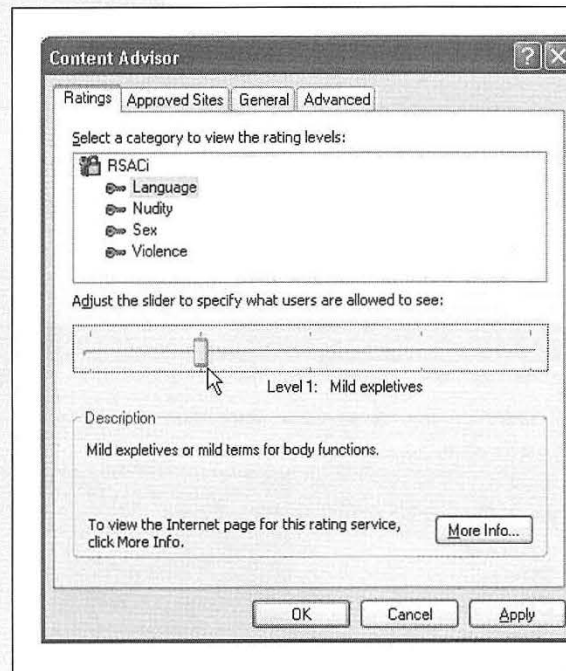 Content Advisor
Ratings Approved Sites General Advanced
Select a category to view the rating levels:
RSACi
Language
Nudity
Sex
Violence
Adjust the slider to specify what users are allowed to see:
Level 1: Mild expletives
Description
Mild expletives or mild terms for body functions.
To view the Internet page for this rating service,
click More Info.
More Info...
OK Cancel Apply